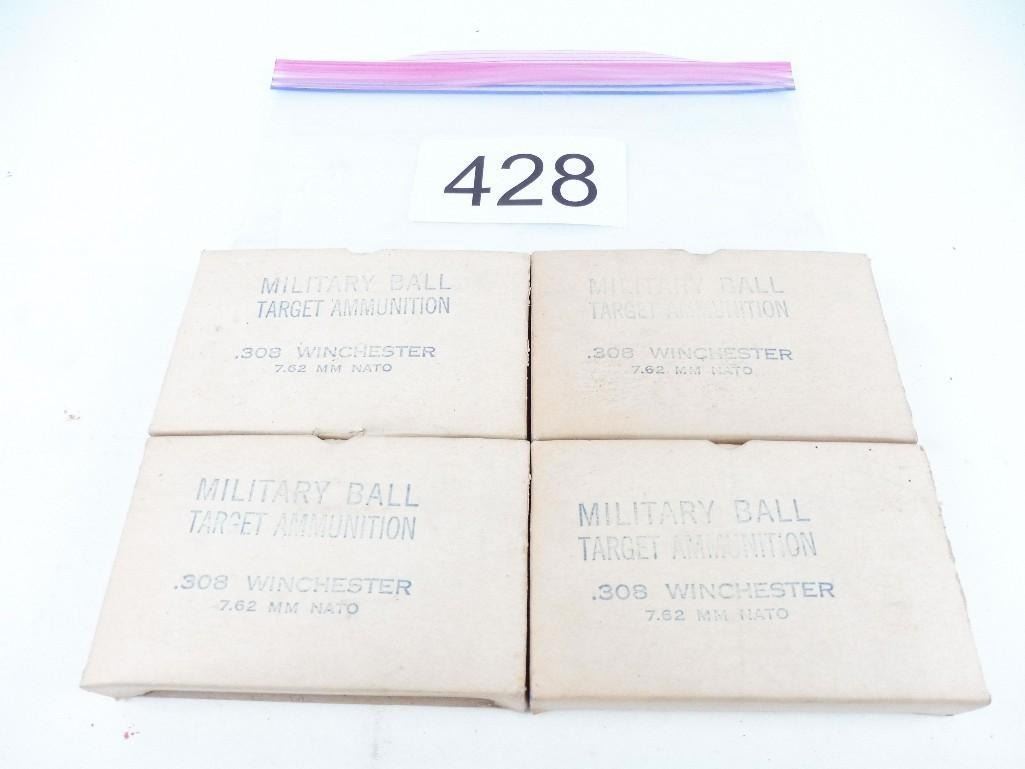 428
MILITARY BALL
TARGET AMMUNITION
.308 WINCHESTER
7.62 MM NATO
MILITARY BALL
TARGET AMMUNITION
.308 WINCHESTER
7.62 MM NATO
MILITARY BALL
TARGET AMMUNITION
.308 WINCHESTER
7.62 MM NATO
MILITARY BALL
TARGET AMMUNITION
.308 WINCHESTER
7.62 MM NATO